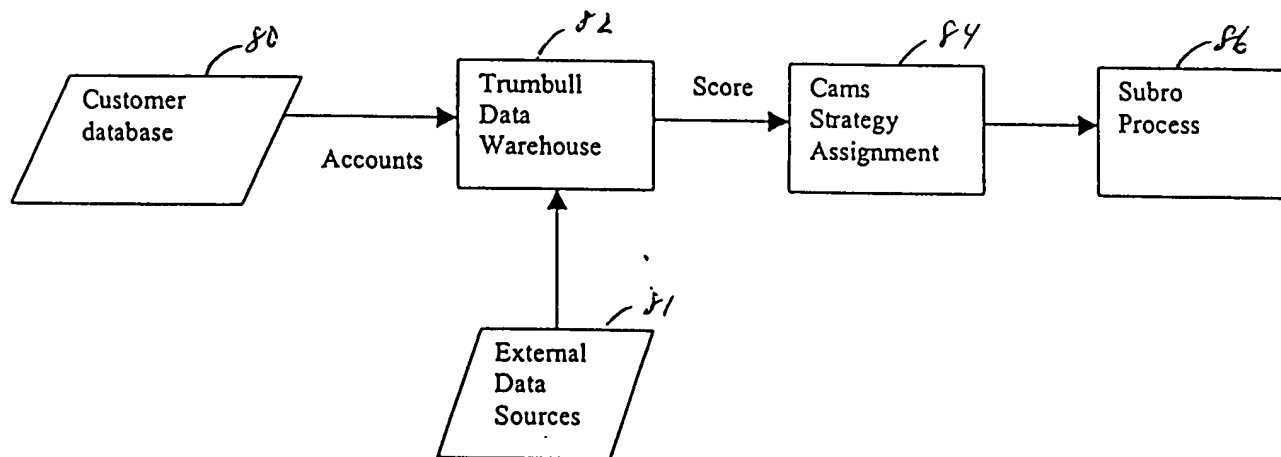 80
82
84
86
Customer
database
Accounts
Trumbull
Data
Warehouse
Score
Cams
Strategy
Assignment
Subro
Process
81
External
Data
Sources